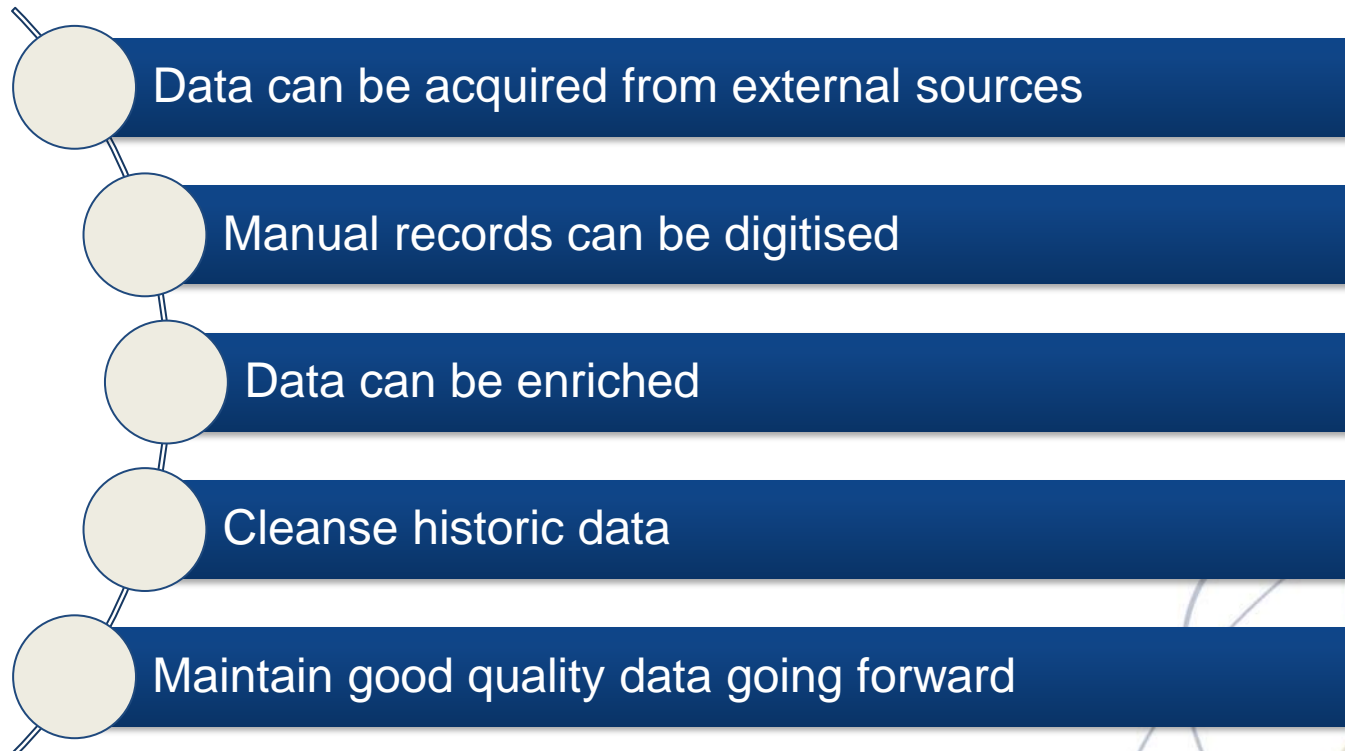 Data can be acquired from external sources
Manual records can be digitised
Data can be enriched
Cleanse historic data
Maintain good quality data going forward